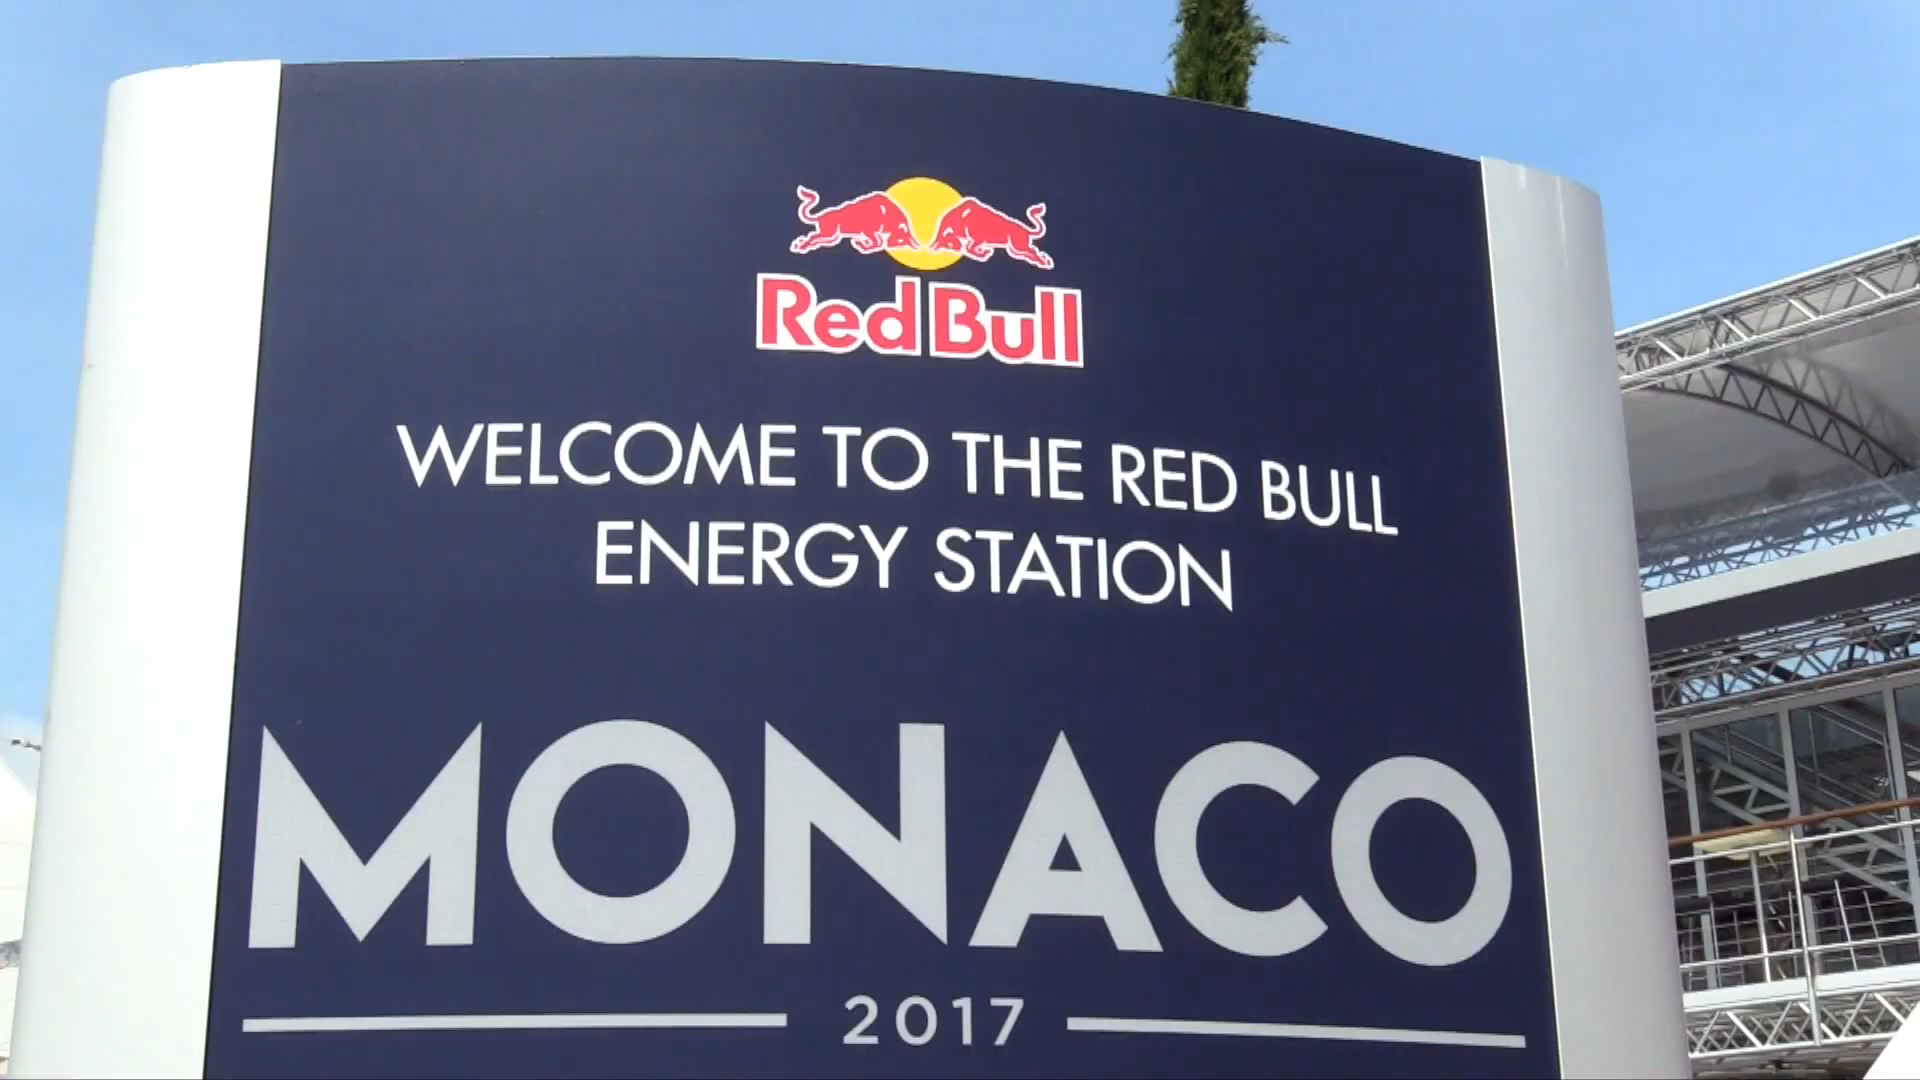 Red Bull
WELCOME TO THE RED BULL
ENERGY STATION
MONACO
2017